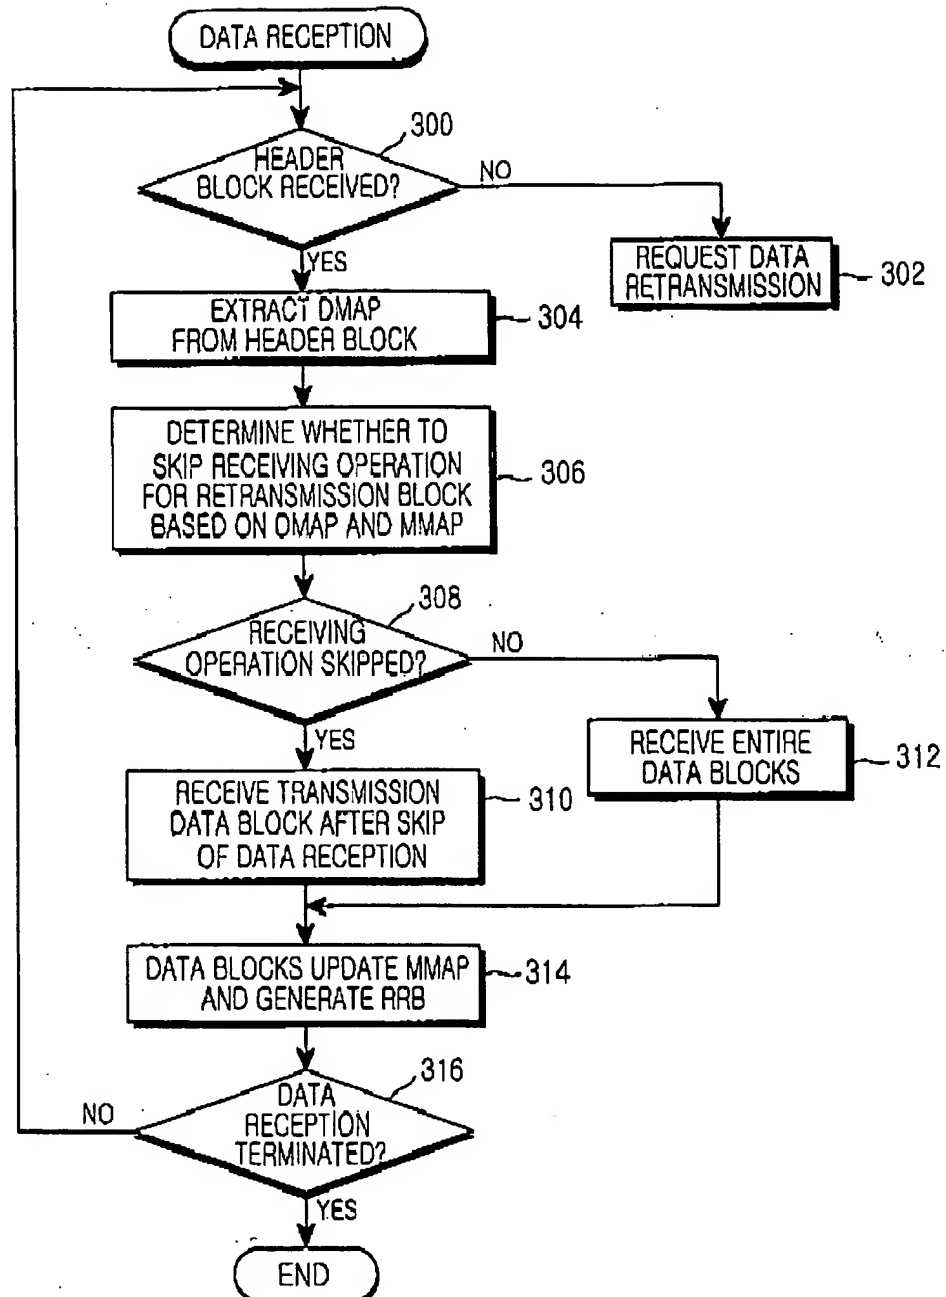 DATA RECEPTION
300
HEADER
BLOCK RECEIVED?
NO
YES
REQUEST DATA
RETRANSMISSION
302
EXTRACT DMAP
FROM HEADER BLOCK
304
DETERMINE WHETHER TO
SKIP RECEIVING OPERATION
FOR RETRANSMISSION BLOCK
BASED ON DMAP AND MMAP
306
308
RECEIVING
OPERATION SKIPPED?
NO
YES
RECEIVE ENTIRE
DATA BLOCKS
312
RECEIVE TRANSMISSION
DATA BLOCK AFTER SKIP
OF DATA RECEPTION
310
DATA BLOCKS UPDATE MMAP
AND GENERATE RRB
314
316
DATA
RECEPTION
TERMINATED?
NO
YES
END